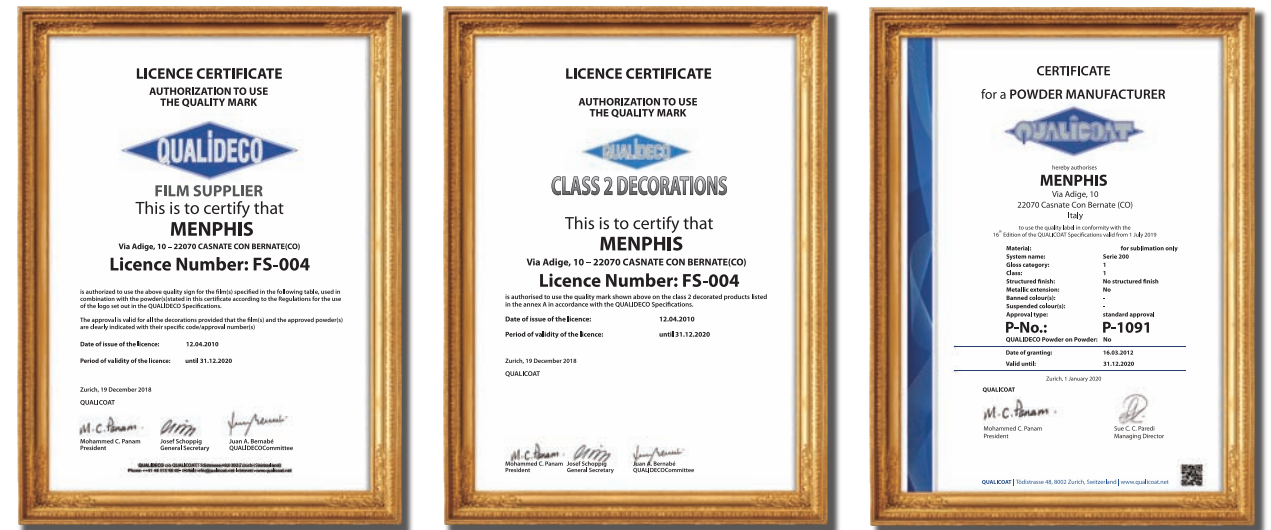 LICENCE CERTIFICATE
AUTHORIZATION TO USE
THE QUALITY MARK
QUALİDECO
FILM SUPPLIER
This is to certify that
MENPHIS
Via Adige, 10 – 22070 CASNATE CON BERNATE(CO)
Licence Number: FS-004
is authorized to use the above quality sign for the film(s) specified in the following table, used in
combination with the powder(s)stated in this certificate according to the Regulations for the use
of the logo set out in the QUALİDECO Specifications.
The approval is valid for all the decorations provided that the film(s) and the approved powder(s)
are clearly indicated with their specific code/approval number(s)
Date of issue of the licence: 12.04.2010
Period of validity of the licence: until 31.12.2020
Zurich, 19 December 2018
QUALICOAT
M.C. Panam.
Mohammed C. Panam Josef Schoppig Juan A. Bernabé
President General Secretary QUALİDECOCommittee
LICENCE CERTIFICATE
AUTHORIZATION TO USE
THE QUALITY MARK
QUALİDECO
CLASS 2 DECORATIONS
This is to certify that
MENPHIS
Via Adige, 10 – 22070 CASNATE CON BERNATE(CO)
Licence Number: FS-004
is authorised to use the quality mark shown above on the class 2 decorated products listed
in the annex A in accordance with the QUALİDECO Specifications.
Date of issue of the licence: 12.04.2010
Period of validity of the licence: until 31.12.2020
Zurich, 19 December 2018
QUALICOAT
M.C. Panam.
Mohammed C. Panam Josef Schoppig Juan A. Bernabé
President General Secretary QUALİDECOCommittee
CERTIFICATE
for a POWDER MANUFACTURER
QUALICOAT
hereby authorises
MENPHIS
Via Adige, 10
22070 Casnate Con Bernate (CO)
Italy
to use the quality label in conformity with the
16th Edition of the QUALICOAT Specifications valid from 1 July 2019
Material: for sublimation only
System name: Serie 200
Gloss category: 1
Class: 1
Structured finish: No structured finish
Metallic extension: No
Banned colour(s): -
Suspended colour(s): -
Approval type: standard approval
P-No.: P-1091
QUALIDECO Powder on Powder: No
Date of granting: 16.03.2012
Valid until: 31.12.2020
Zurich, 1 January 2020
QUALICOAT
M.C. Panam.
Mohammed C. Panam Sue C. C. Paredi
President Managing Director
QUALICOAT | Tödistrasse 48, 8002 Zurich, Switzerland | www.qualicoat.net